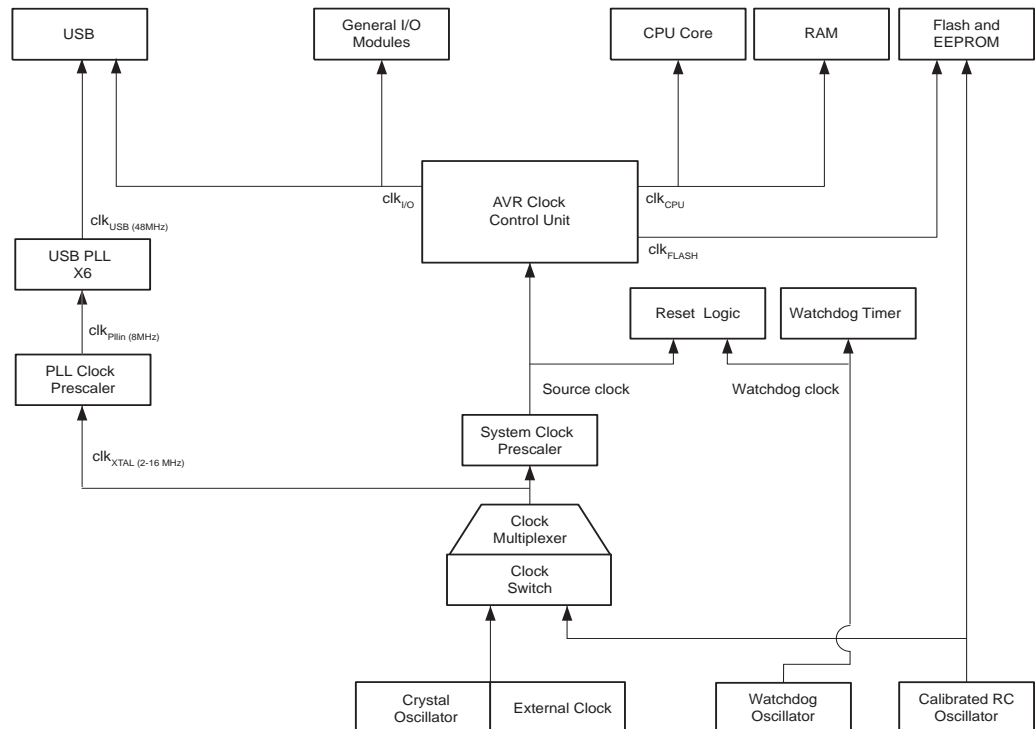 USB
General I/O
Modules
CPU Core
RAM
Flash and
EEPROM
AVR Clock
Control Unit
clkI/O
clkCPU
clkFLASH
clkUSB (48MHz)
USB PLL
X6
clkPllin (8MHz)
PLL Clock
Prescaler
Reset Logic
Watchdog Timer
Source clock
Watchdog clock
System Clock
Prescaler
clkXTAL (2-16 MHz)
Clock
Multiplexer
Clock
Switch
Crystal
Oscillator
External Clock
Watchdog
Oscillator
Calibrated RC
Oscillator